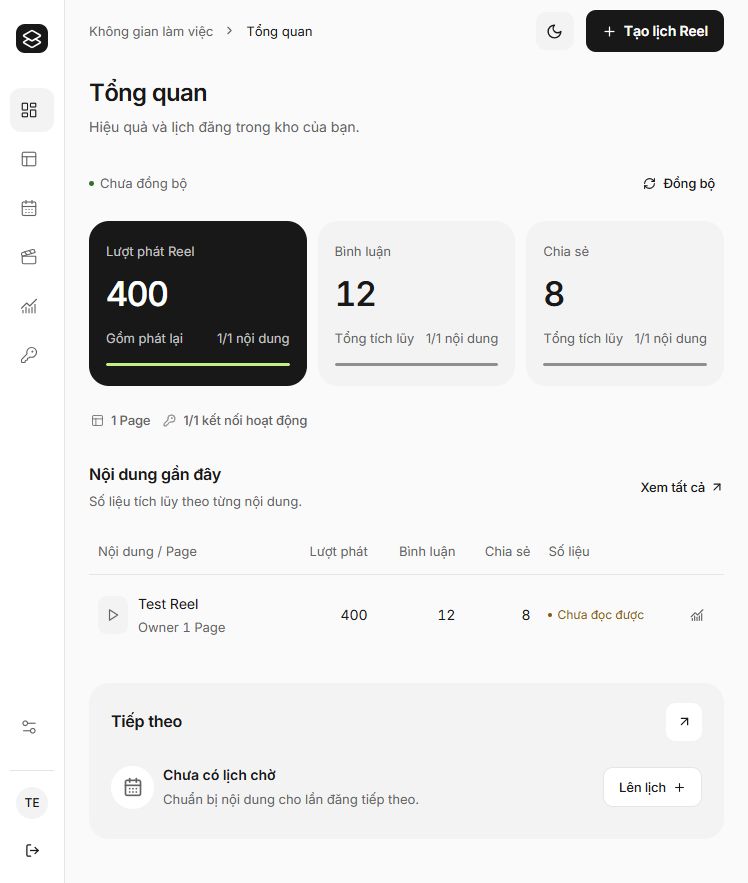 Không gian làm việc > Tổng quan
+ Tạo lịch Reel
Tổng quan
Hiệu quả và lịch đăng trong kho của bạn.
Chưa đồng bộ
Đồng bộ
Lượt phát Reel
400
Gồm phát lại 1/1 nội dung
Bình luận
12
Tổng tích lũy 1/1 nội dung
Chia sẻ
8
Tổng tích lũy 1/1 nội dung
1 Page 1/1 kết nối hoạt động
Nội dung gần đây
Số liệu tích lũy theo từng nội dung.
Xem tất cả
Nội dung / Page Lượt phát Bình luận Chia sẻ Số liệu
Test Reel
Owner 1 Page
400 12 8 Chưa đọc được
Tiếp theo
Chưa có lịch chờ
Chuẩn bị nội dung cho lần đăng tiếp theo.
Lên lịch +
TE